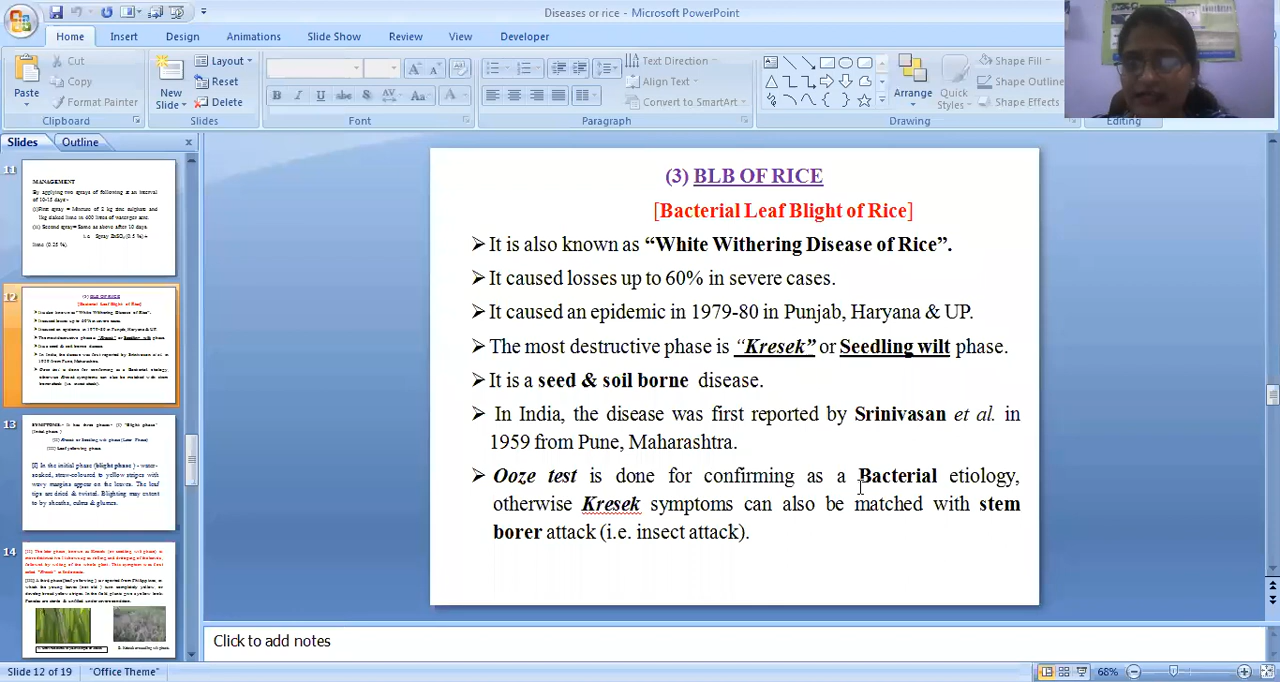 Diseases or rice - Microsoft PowerPoint
Home Insert Design Animations Slide Show Review View Developer
Cut
Copy
Format Painter
Paste
Clipboard
New Slide
Layout
Reset
Delete
Slides
Font
Text Direction
Align Text
Convert to SmartArt
Paragraph
Arrange
Quick Styles
Shape Fill
Shape Outline
Shape Effects
Drawing
Editing
Slides Outline
11
MANAGEMENT
12
13
14
(3) BLB OF RICE
[Bacterial Leaf Blight of Rice]
➢ It is also known as “White Withering Disease of Rice”.
➢ It caused losses up to 60% in severe cases.
➢ It caused an epidemic in 1979-80 in Punjab, Haryana & UP.
➢ The most destructive phase is “Kresek” or Seedling wilt phase.
➢ It is a seed & soil borne disease.
➢ In India, the disease was first reported by Srinivasan et al. in
1959 from Pune, Maharashtra.
➢ Ooze test is done for confirming as a Bacterial etiology,
otherwise Kresek symptoms can also be matched with stem
borer attack (i.e. insect attack).
Click to add notes
Slide 12 of 19 "Office Theme" 68%